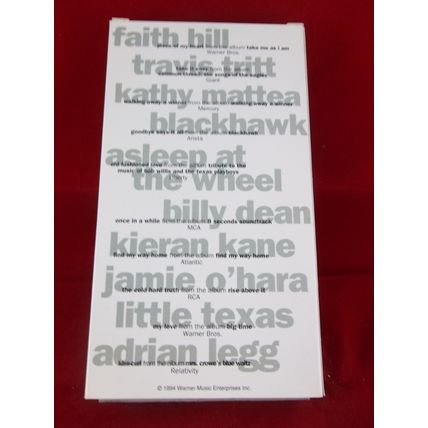 faith hill
piece of my heart from the album take me as i am
Warner Bros.
travis tritt
take it easy from the album
common thread: the songs of the eagles
Giant
kathy mattea
walking away a winner from the album walking away a winner
Mercury
blackhawk
goodbye says it all from the album blackhawk
Arista
asleep at
the wheel
old fashioned love from the album tribute to the
music of bob wills and the texas playboys
Liberty
billy dean
once in a while from the album 8 seconds soundtrack
MCA
kieran kane
find my way home from the album find my way home
Atlantic
jamie o'hara
the cold hard truth from the album rise above it
RCA
little texas
my love from the album big time
Warner Bros.
adrian legg
from the album mrs. crowe's blue waltz
Relativity
© 1994 Warner Music Enterprises Inc.